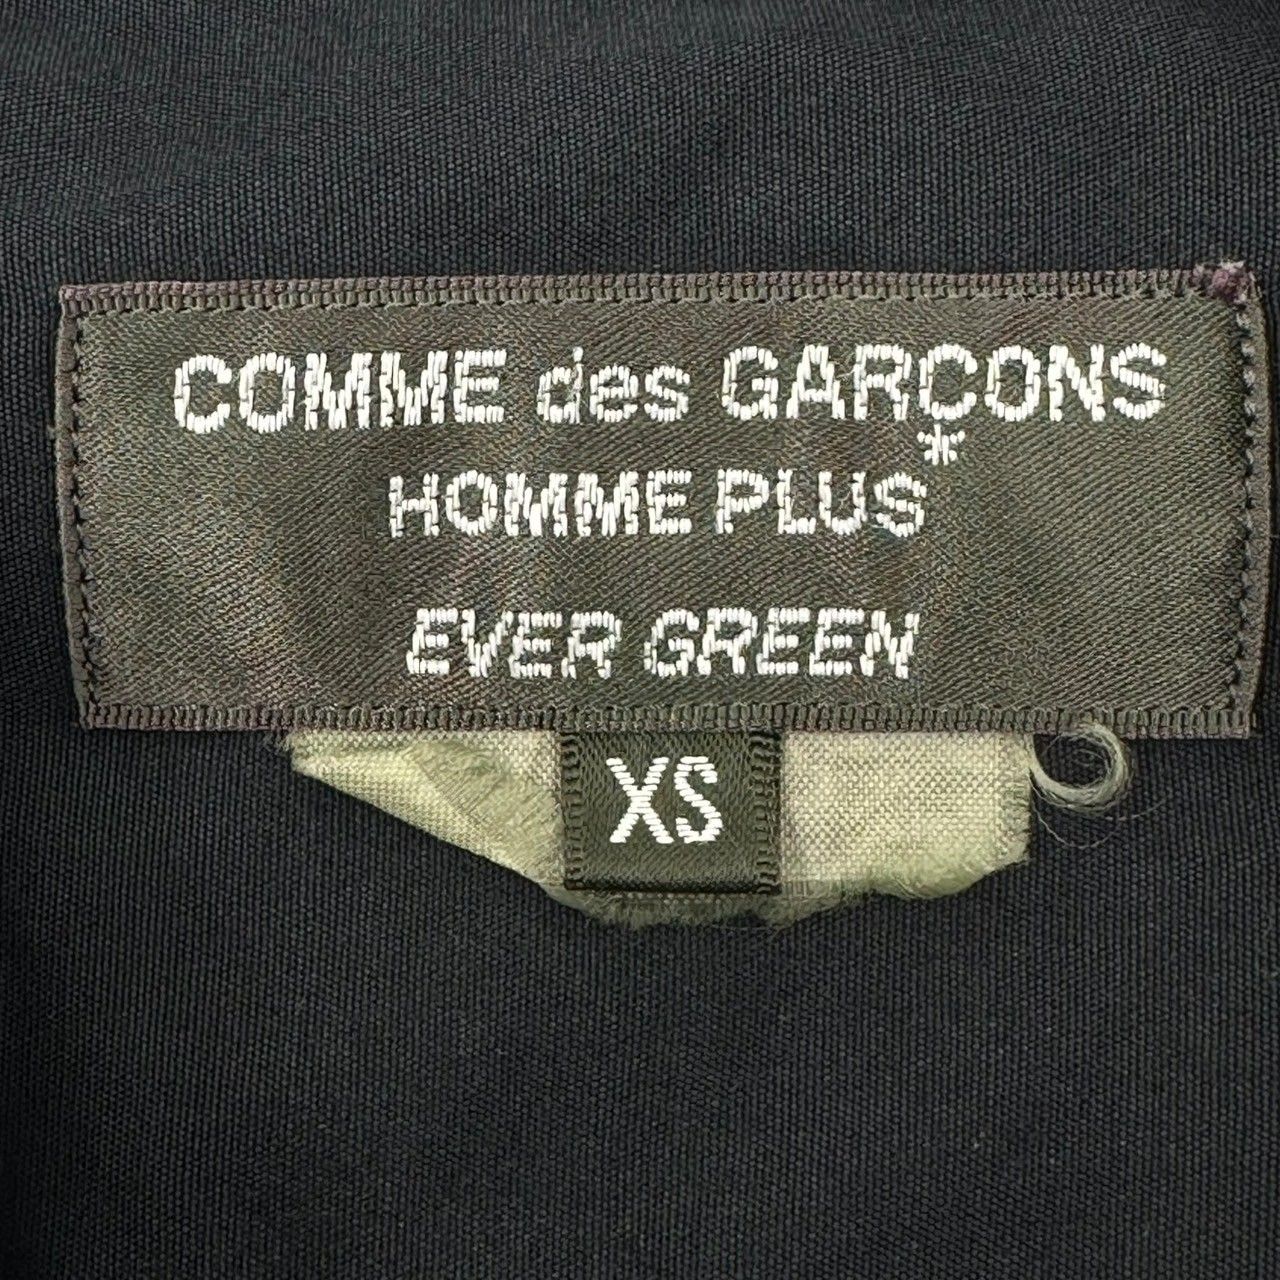 COMME des GARÇONS
HOMME PLUS
EVER GREEN
XS